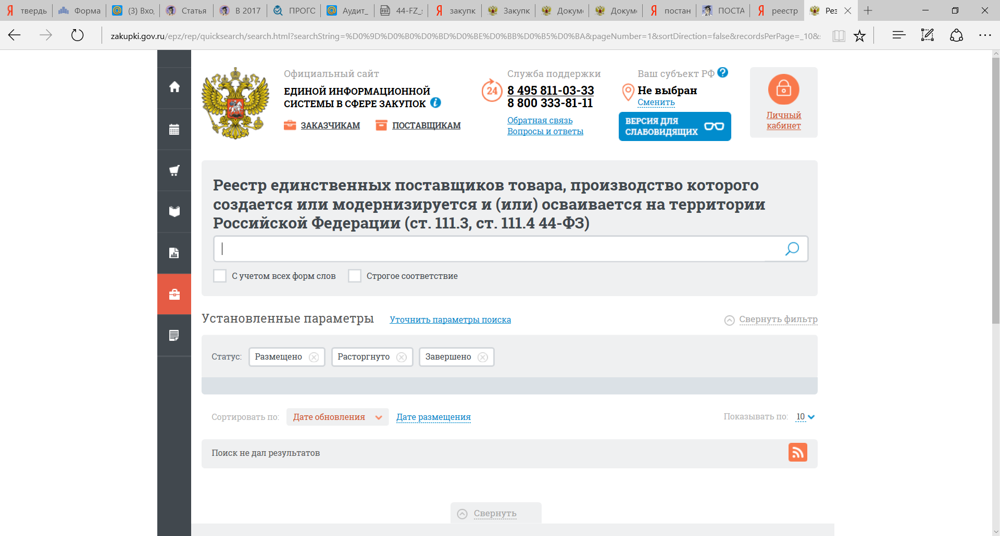 твердь
Форма
(3) Вхо,
Статья
В 2017
ПРОГО
Аудит_
44-FZ_s
закупк
Закупк
Докум
Докум
постан
ПОСТА
реестр
Рез
zakupki.gov.ru/epz/rep/quicksearch/search.html?searchString=%D0%9D%D0%B0%D0%BD%D0%BE%D0%BB%D0%B5%D0%BA&pageNumber=1&sortDirection=false&recordsPerPage=_10&s
Официальный сайт
ЕДИНОЙ ИНФОРМАЦИОННОЙ
СИСТЕМЫ В СФЕРЕ ЗАКУПОК
ЗАКАЗЧИКАМ
ПОСТАВЩИКАМ
24
Служба поддержки
8 495 811-03-33
8 800 333-81-11
Обратная связь
Вопросы и ответы
Ваш субъект РФ
Не выбран
Сменить
ВЕРСИЯ ДЛЯ
СЛАБОВИДЯЩИХ
Личный
кабинет
Реестр единственных поставщиков товара, производство которого
создается или модернизируется и (или) осваивается на территории
Российской Федерации (ст. 111.3, ст. 111.4 44-ФЗ)
С учетом всех форм слов
Строгое соответствие
Установленные параметры
Уточнить параметры поиска
Свернуть фильтр
Статус:
Размещено
Расторгнуто
Завершено
Сортировать по:
Дате обновления
Дате размещения
Показывать по:
10
Поиск не дал результатов
Свернуть